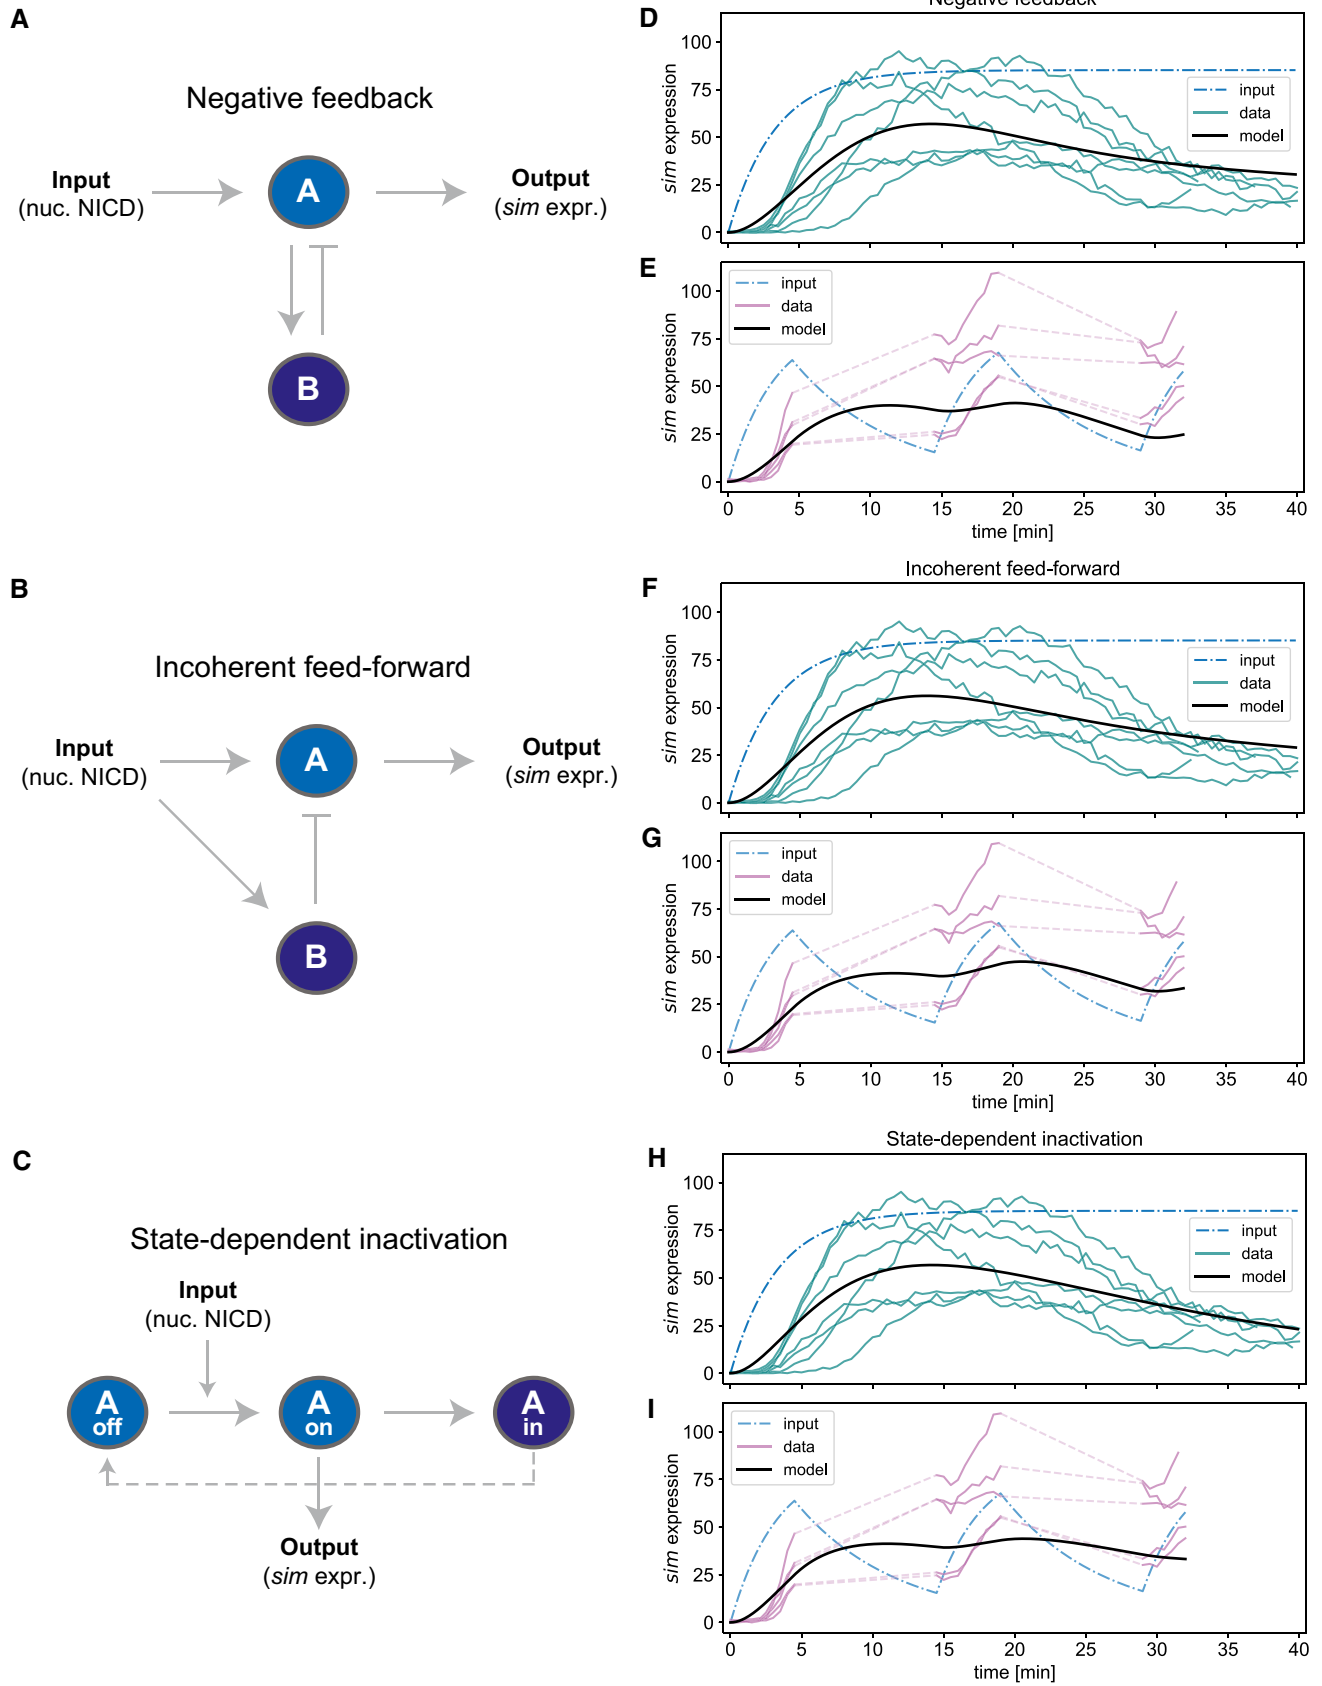 A
Negative feedback
Input
(nuc. NICD)
A
Output
(sim expr.)
B
B
Incoherent feed-forward
Input
(nuc. NICD)
A
Output
(sim expr.)
B
C
State-dependent inactivation
Input
(nuc. NICD)
A
off
A
on
A
in
Output
(sim expr.)
D
Negative feedback
sim expression
100
75
50
25
0
input
data
model
E
sim expression
100
75
50
25
0
input
data
model
0 5 10 15 20 25 30 35 40
time [min]
F
Incoherent feed-forward
sim expression
100
75
50
25
0
input
data
model
G
sim expression
100
75
50
25
0
input
data
model
0 5 10 15 20 25 30 35 40
time [min]
H
State-dependent inactivation
sim expression
100
75
50
25
0
input
data
model
I
sim expression
100
75
50
25
0
input
data
model
0 5 10 15 20 25 30 35 40
time [min]